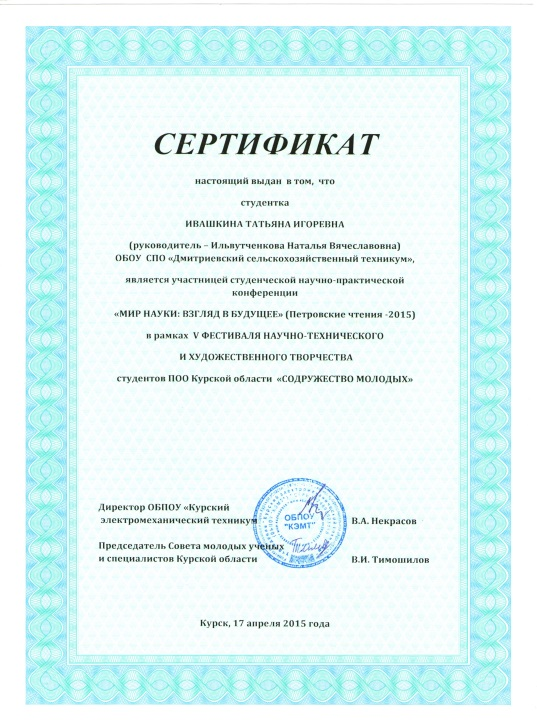 СЕРТИФИКАТ
настоящий выдан в том, что
студентка
ИВАШКИНА ТАТЬЯНА ИГОРЕВНА
(руководитель – Ильвутченкова Наталья Вячеславовна)
ОБОУ СПО «Дмитриевский сельскохозяйственный техникум»,
является участницей студенческой научно-практической
конференции
«МИР НАУКИ: ВЗГЛЯД В БУДУЩЕЕ» (Петровские чтения -2015)
в рамках V ФЕСТИВАЛЯ НАУЧНО-ТЕХНИЧЕСКОГО
И ХУДОЖЕСТВЕННОГО ТВОРЧЕСТВА
студентов ПОО Курской области «СОДРУЖЕСТВО МОЛОДЫХ»
Директор ОБПОУ «Курский
электромеханический техникум
В.А. Некрасов
ОБПОУ
"КЭМТ"
Председатель Совета молодых ученых
и специалистов Курской области
В.И. Тимошилов
Курск, 17 апреля 2015 года